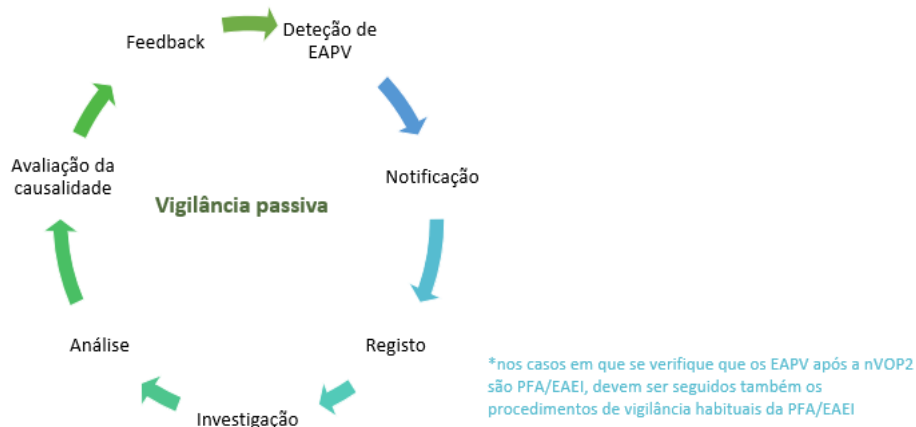 Feedback
Deteção de
EAPV
Notificação
Avaliação da
causalidade
Vigilância passiva
Análise
Registo
Investigação
*nos casos em que se verifique que os EAPV após a nVOP2
são PFA/EAEI, devem ser seguidos também os
procedimentos de vigilância habituais da PFA/EAEI